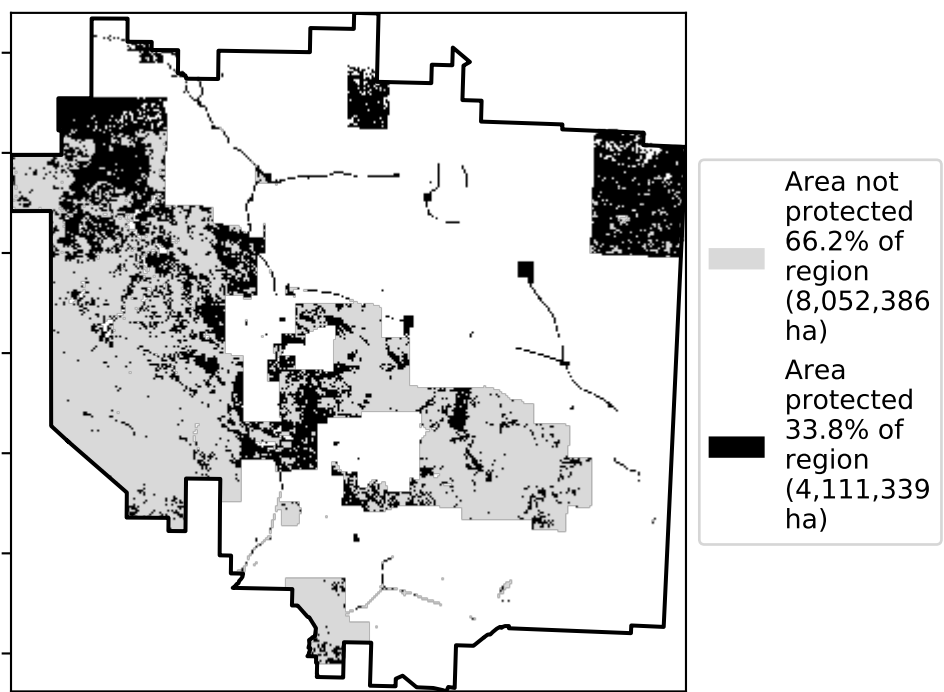 Area not
protected
66.2% of
region
(8,052,386
ha)
Area
protected
33.8% of
region
(4,111,339
ha)